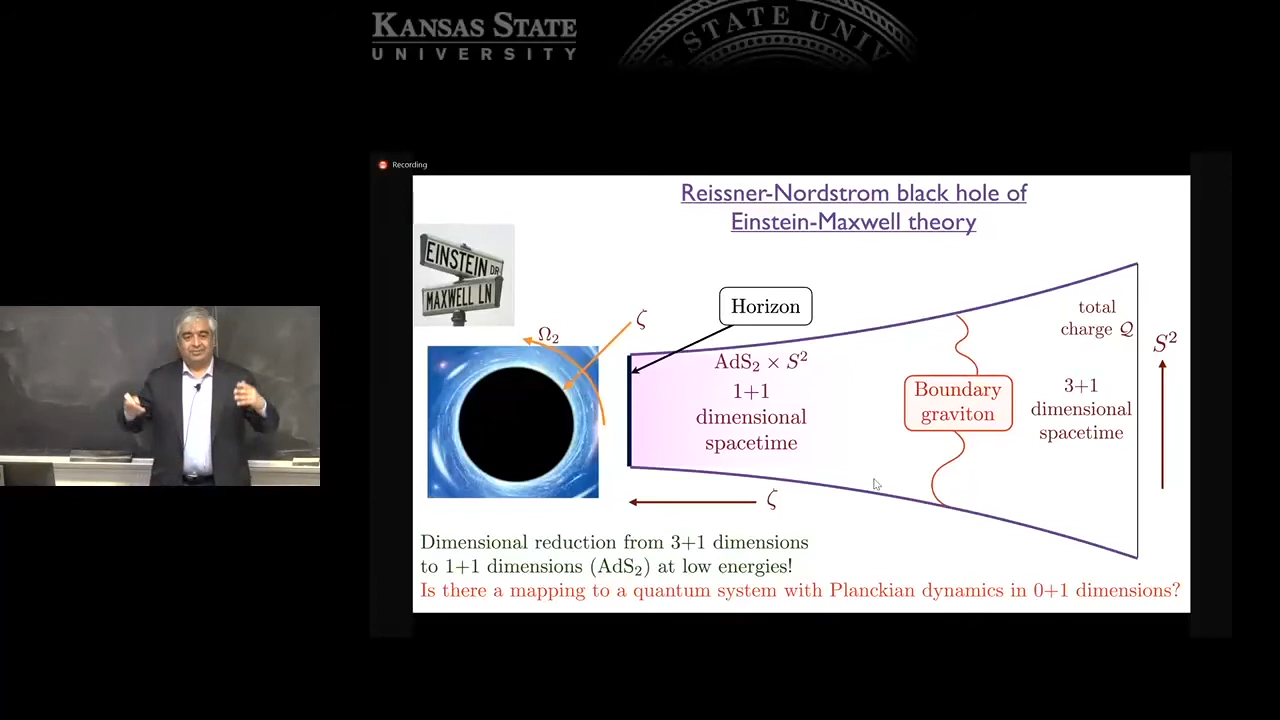 KANSAS STATE
UNIVERSITY
STATE UNIV
Recording
Reissner-Nordstrom black hole of
Einstein-Maxwell theory
EINSTEIN DR
MAXWELL LN
Ω₂
ζ
Horizon
AdS₂ × S²
1+1
dimensional
spacetime
Boundary
graviton
total
charge 𝒬
3+1
dimensional
spacetime
S²
ζ
Dimensional reduction from 3+1 dimensions
to 1+1 dimensions (AdS₂) at low energies!
Is there a mapping to a quantum system with Planckian dynamics in 0+1 dimensions?